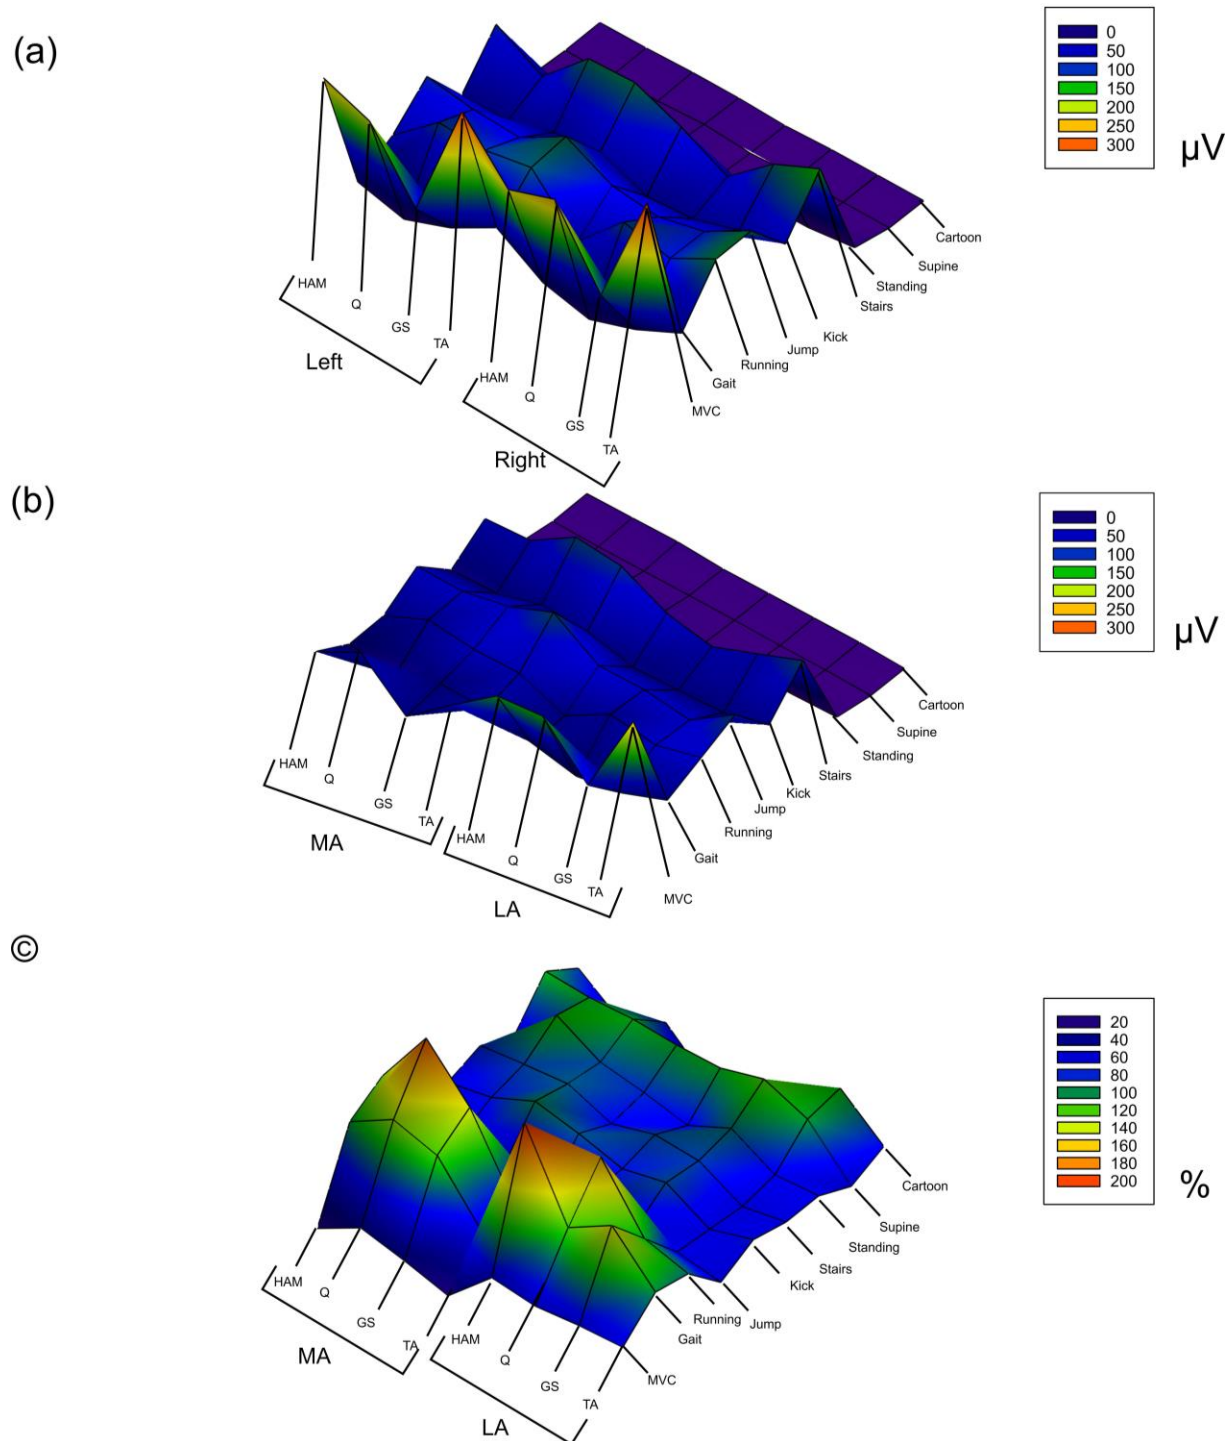 (a)
0
50
100
150
200
250
300
µV
HAM
Q
GS
TA
Left
HAM
Q
GS
TA
Right
MVC
Gait
Running
Jump
Kick
Stairs
Standing
Supine
Cartoon
(b)
0
50
100
150
200
250
300
µV
HAM
Q
GS
TA
MA
HAM
Q
GS
TA
LA
MVC
Gait
Running
Jump
Kick
Stairs
Standing
Supine
Cartoon
©
20
40
60
80
100
120
140
160
180
200
%
HAM
Q
GS
TA
MA
HAM
Q
GS
TA
LA
MVC
Gait
Running
Jump
Kick
Stairs
Standing
Supine
Cartoon